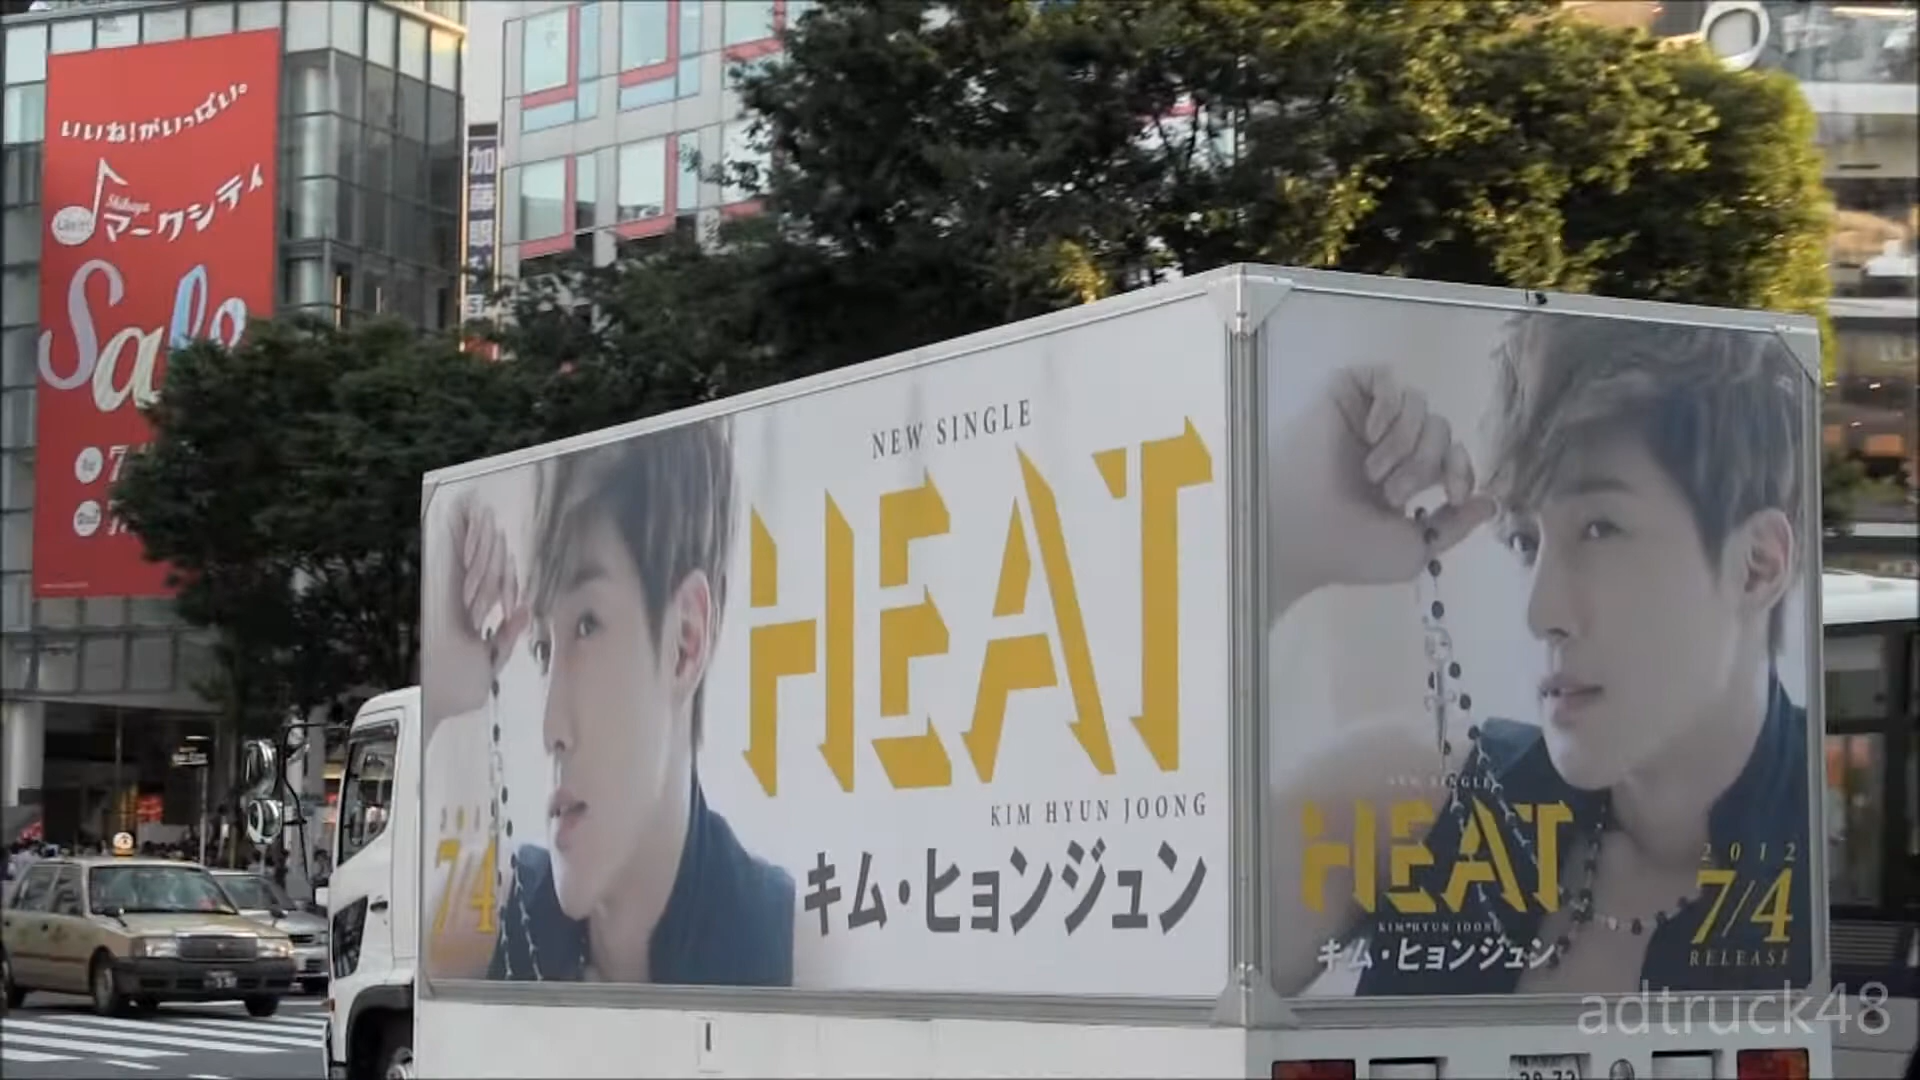 いいね!がいっぱい。
Shibuya
マークシティ
Sale
加藤
NEW SINGLE
HEAT
KIM HYUN JOONG
キム・ヒョンジュン
7/4
NEW SINGLE
HEAT
KIM HYUN JOONG
キム・ヒョンジュン
2012
7/4
RELEASE
adtruck48